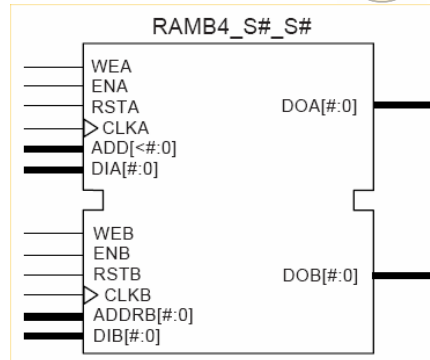 RAMB4_S#_S#
WEA
ENA
RSTA
CLKA
ADD[<#:0]
DIA[#:0]
DOA[#:0]
WEB
ENB
RSTB
CLKB
ADDRB[#:0]
DIB[#:0]
DOB[#:0]